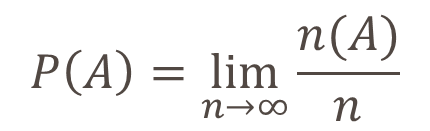 P(A) = lim n→∞ n(A)/n